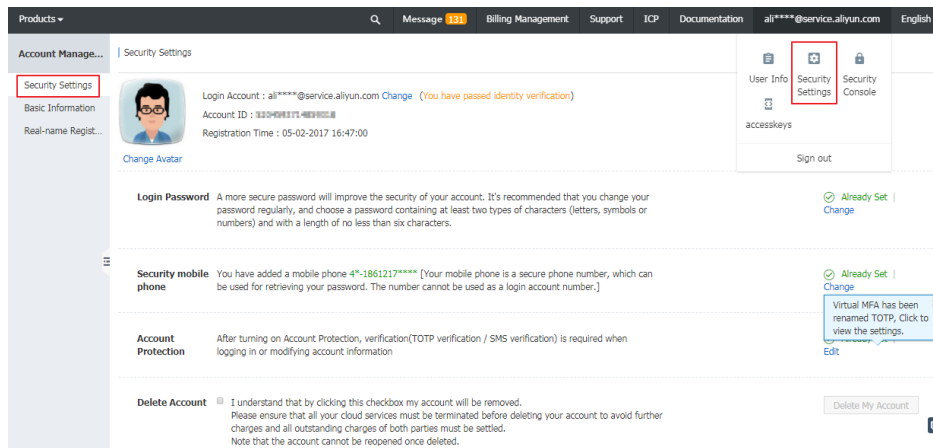 Products
Message 131
Billing Management
Support
ICP
Documentation
ali****@service.aliyun.com
English
Account Manage...
Security Settings
Security Settings
Basic Information
Real-name Regist...
User Info
Security Settings
Security Console
accesskeys
Sign out
Login Account : ali****@service.aliyun.com Change (You have passed identity verification)
Account ID :
Registration Time : 05-02-2017 16:47:00
Change Avatar
Login Password
A more secure password will improve the security of your account. It's recommended that you change your
password regularly, and choose a password containing at least two types of characters (letters, symbols or
numbers) and with a length of no less than six characters.
Already Set |
Change
Security mobile
phone
You have added a mobile phone 4*-1861217**** [Your mobile phone is a secure phone number, which can
be used for retrieving your password. The number cannot be used as a login account number.]
Already Set |
Change
Virtual MFA has
been
renamed TOTP, Click to
view the settings.
Account
Protection
After turning on Account Protection, verification(TOTP verification / SMS verification) is required when
logging in or modifying account information
Edit
Delete Account
I understand that by clicking this checkbox my account will be removed.
Please ensure that all your cloud services must be terminated before deleting your account to avoid further
charges and all outstanding charges of both parties must be settled.
Note that the account cannot be reopened once deleted.
Delete My Account